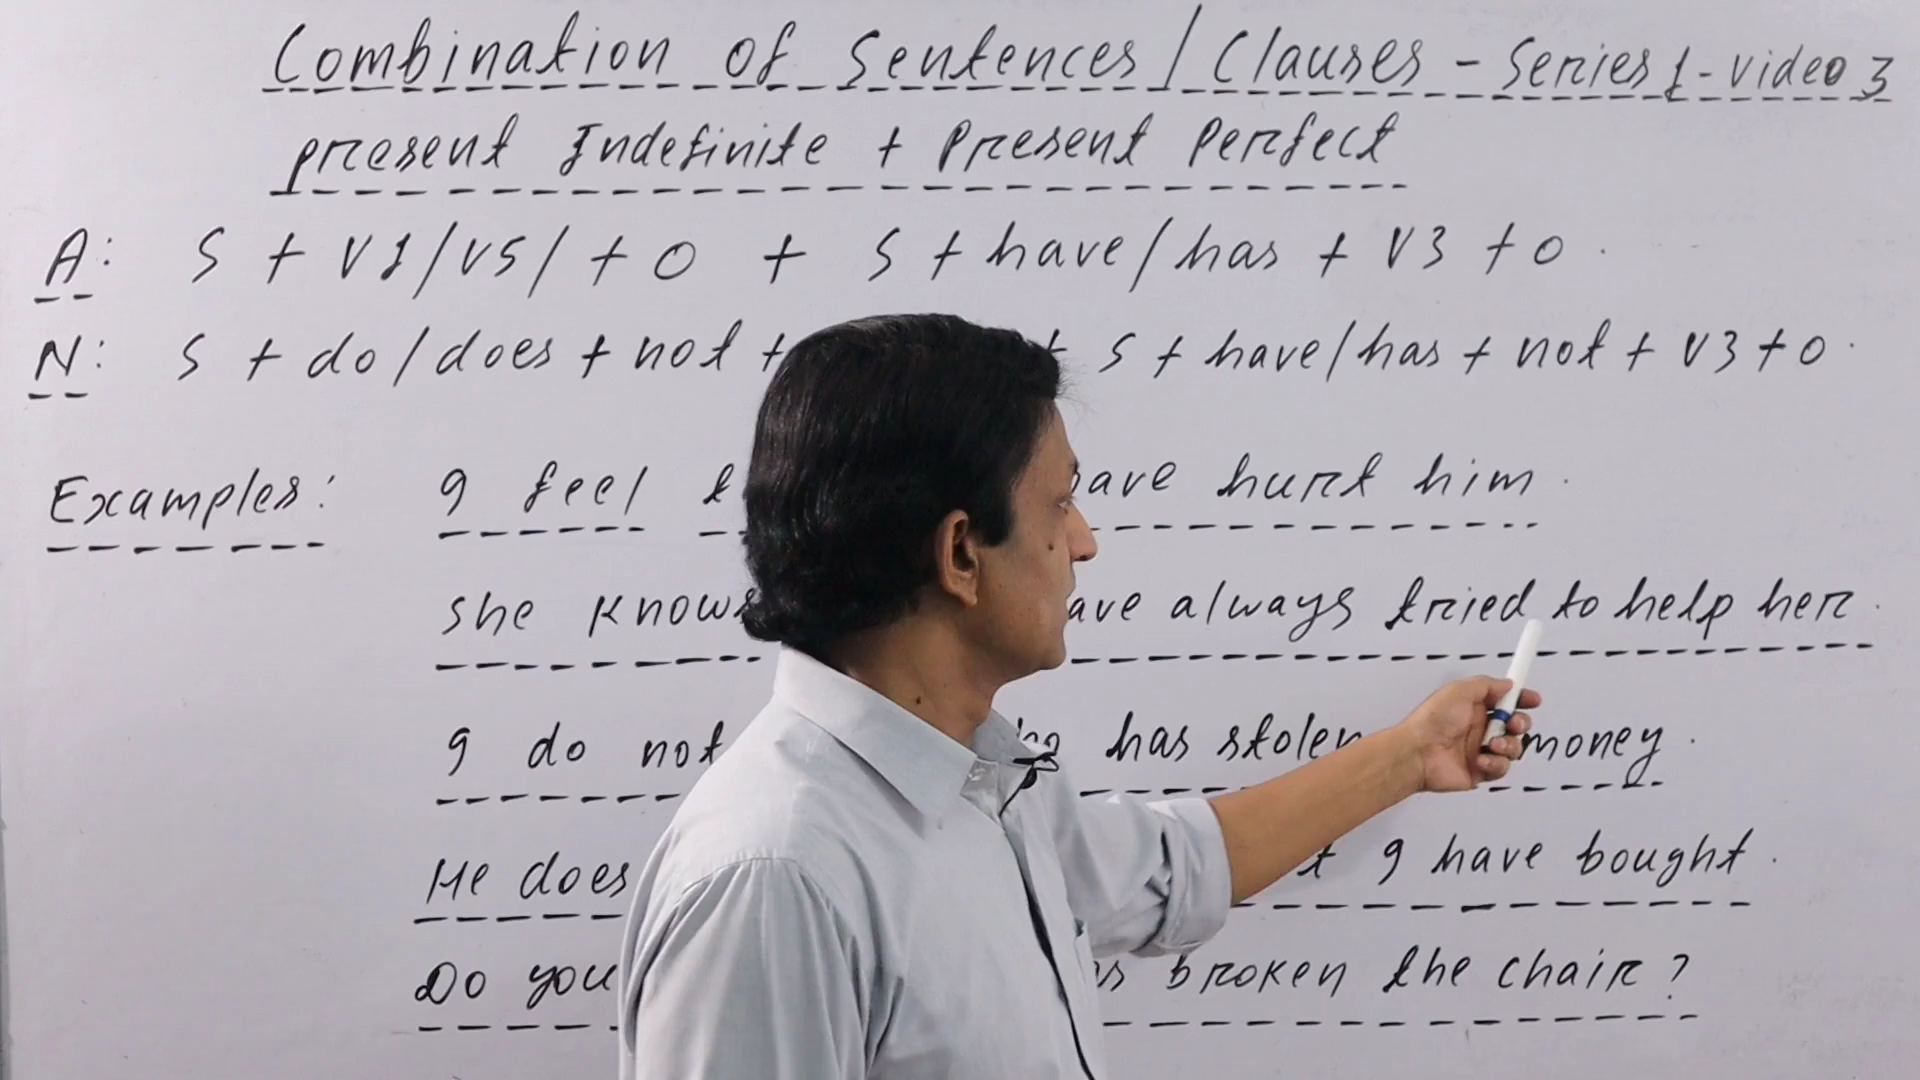 Combination of Sentences / Clauses - Series 1 - video 3
present Indefinite + Present Perfect
A: S + V1/V5/ + O + S + have/has + V3 + O.
N: S + do/does + not + + S + have/has + not + V3 + O.
Examples: I feel have hurt him.
She knows have always tried to help her.
I do not has stolen money.
He does I have bought.
Do you broken the chair?